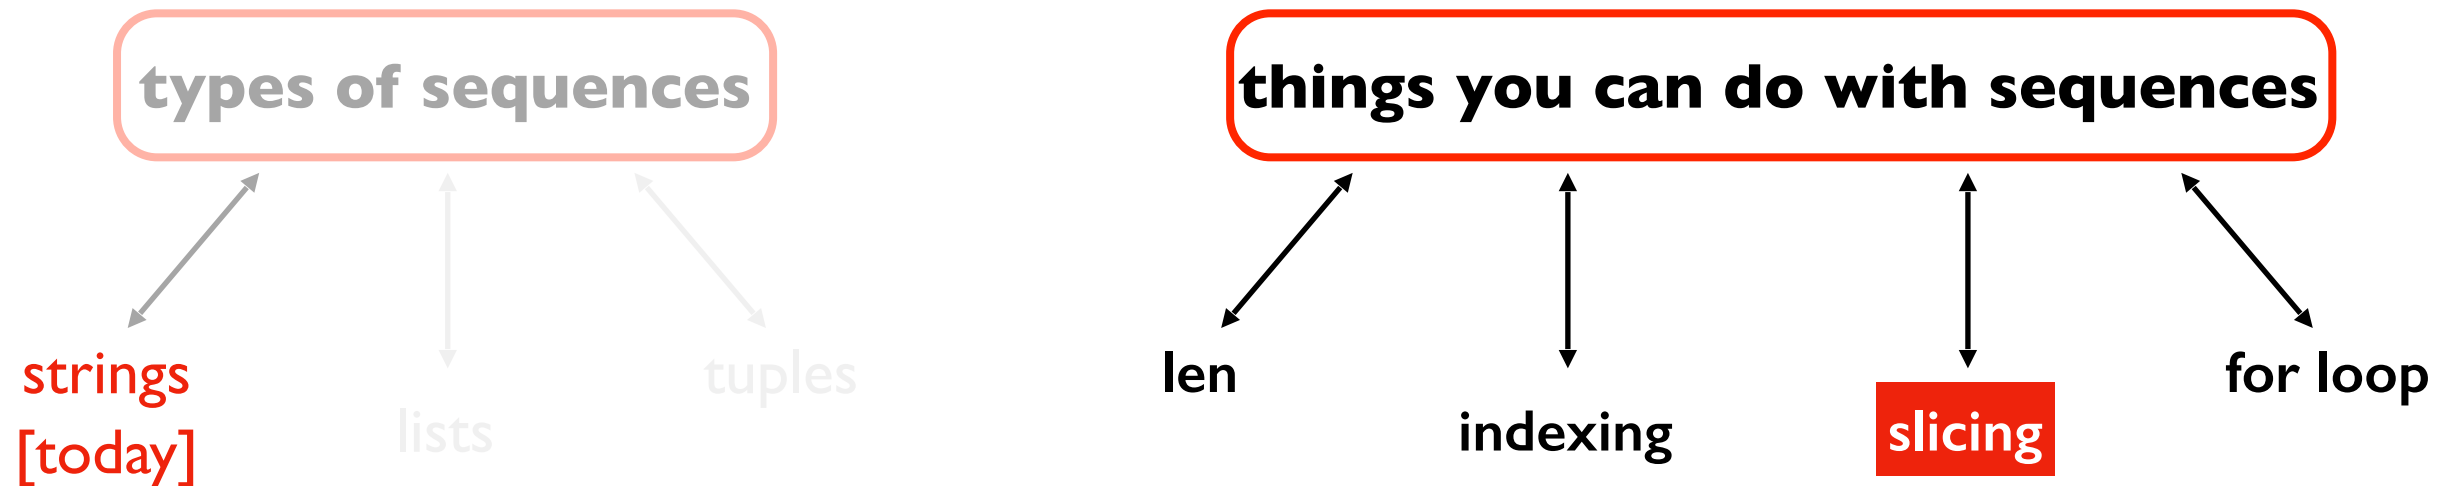 types of sequences
things you can do with sequences
strings
[today]
lists
tuples
len
indexing
slicing
for loop